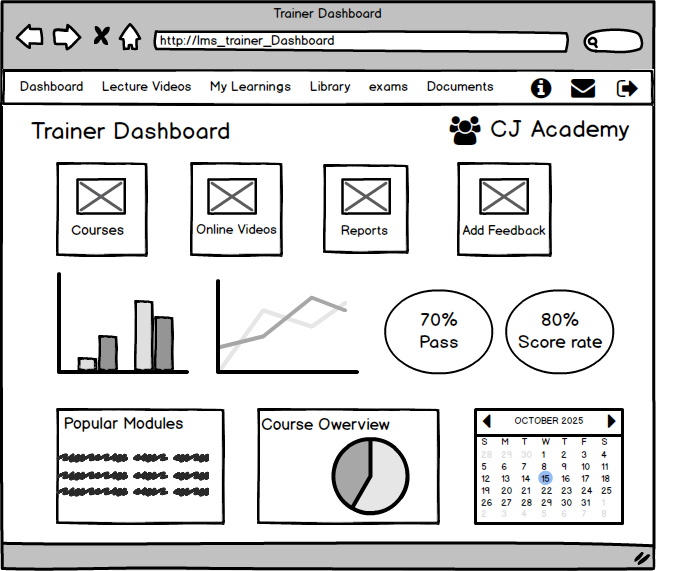 Trainer Dashboard
http://lms_trainer_Dashboard
Dashboard Lecture Videos My Learnings Library exams Documents
Trainer Dashboard
CJ Academy
Courses
Online Videos
Reports
Add Feedback
70%
Pass
80%
Score rate
Popular Modules
Course Owerview
OCTOBER 2025
S M T W T F S
28 29 30 1 2 3 4
5 6 7 8 9 10 11
12 13 14 15 16 17 18
19 20 21 22 23 24 25
26 27 28 29 30 31 1
2 3 4 5 6 7 8